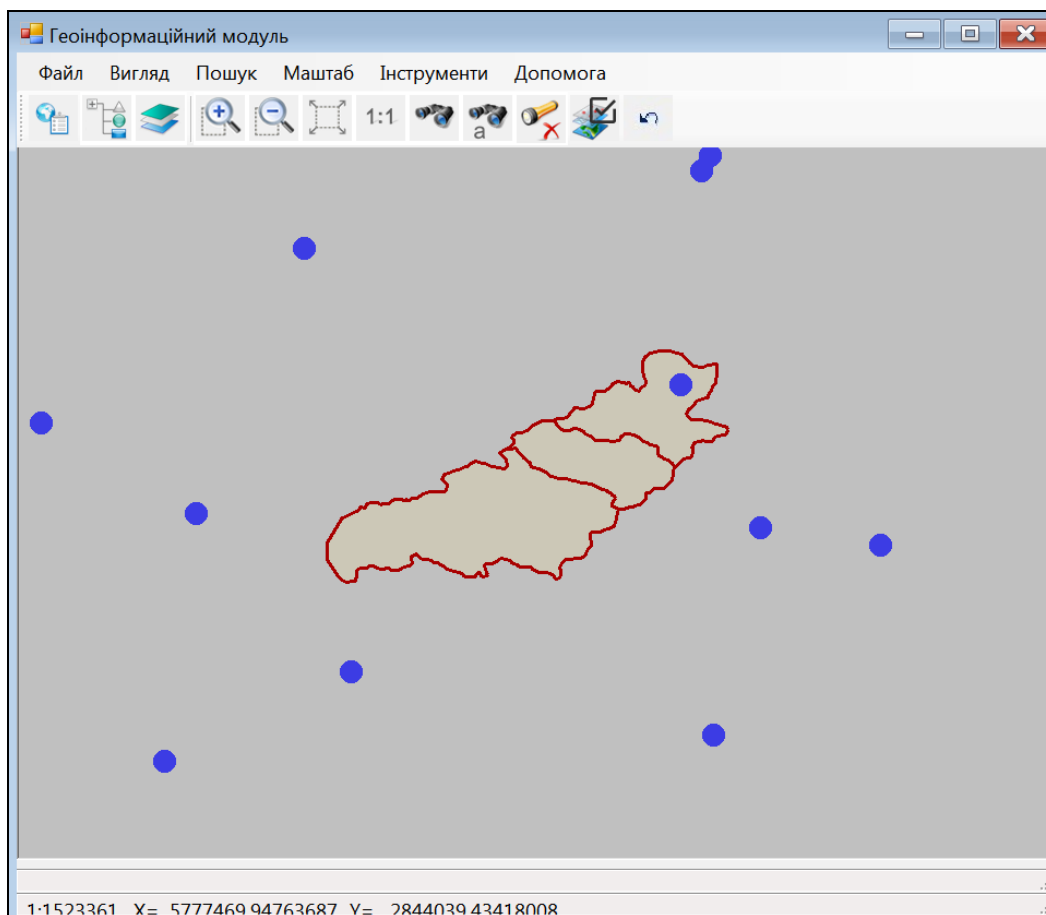 Геоінформаційний модуль
Файл Вигляд Пошук Маштаб Інструменти Допомога
1:1 a
1:1523361 X= 5777469,94763687 Y= 2844039,43418008